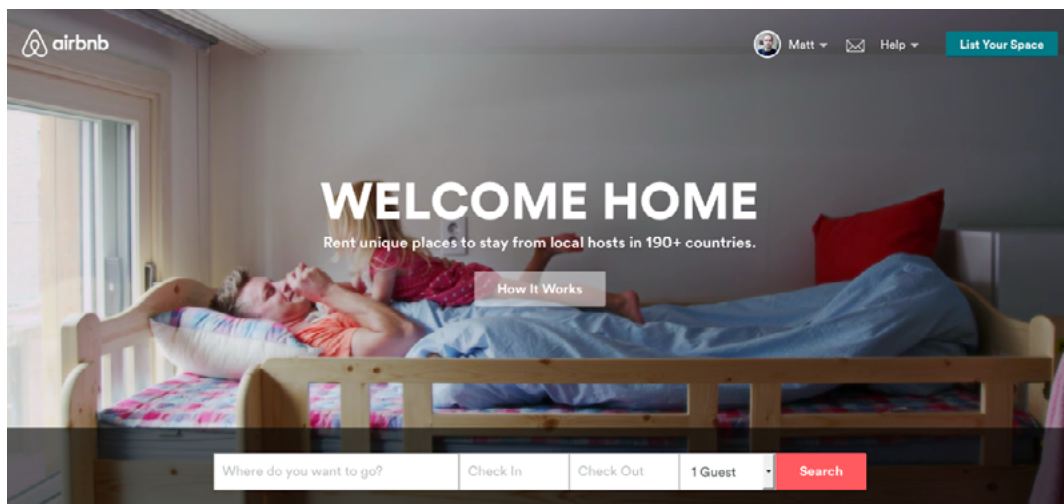 airbnb
Matt
Help
List Your Space
WELCOME HOME
Rent unique places to stay from local hosts in 190+ countries.
How It Works
Where do you want to go?
Check In
Check Out
1 Guest
Search